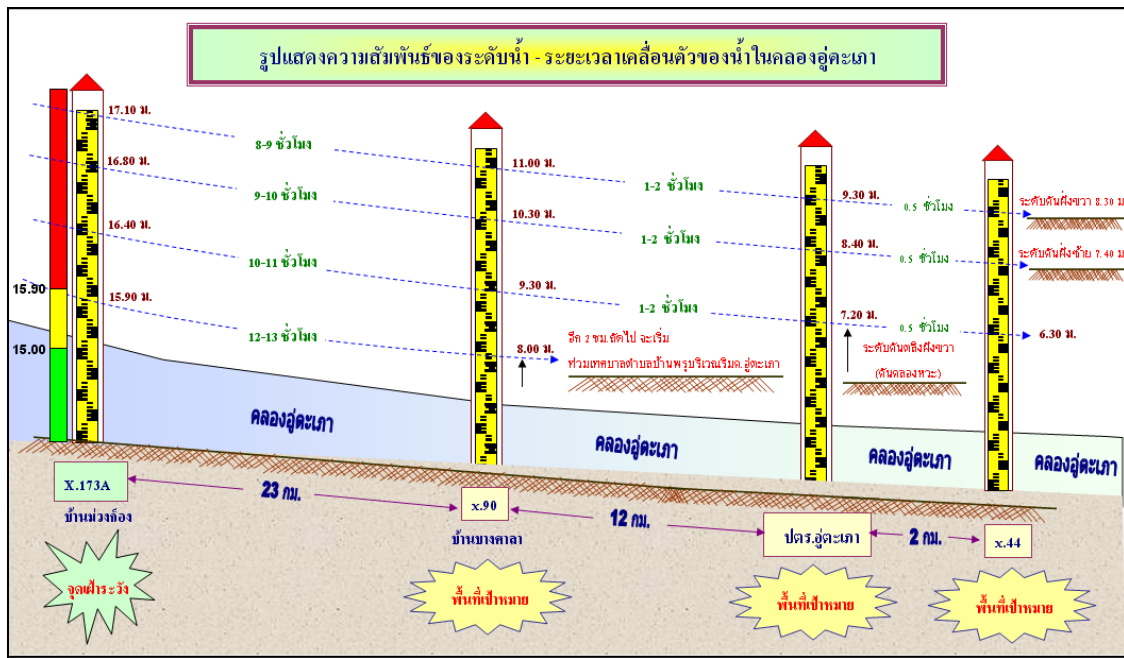 รูปแสดงความสัมพันธ์ของระดับน้ำ - ระยะเวลาเคลื่อนตัวของน้ำในคลองอู่ตะเภา
17.10 ม.
8-9 ชั่วโมง
16.80 ม.
11.00 ม.
1-2 ชั่วโมง
9.30 ม.
0.5 ชั่วโมง
ระดับคันฝั่งขวา 8.30 ม
9-10 ชั่วโมง
16.40 ม.
10.30 ม.
1-2 ชั่วโมง
8.40 ม.
0.5 ชั่วโมง
ระดับคันฝั่งซ้าย 7.40 ม
10-11 ชั่วโมง
15.90
15.90 ม.
9.30 ม.
1-2 ชั่วโมง
7.20 ม.
0.5 ชั่วโมง
6.30 ม.
15.00
12-13 ชั่วโมง
8.00 ม.
อีก 2 ชม.ถัดไป จะเริ่ม
ท่วมเทศบาลตำบลบ้านพรุบริเวณริมค.อู่ตะเภา
ระดับคันตลิ่งฝั่งขวา
(คันคลองหวะ)
คลองอู่ตะเภา
คลองอู่ตะเภา
คลองอู่ตะเภา
คลองอู่ตะเภา
X.173A
23 กม.
x.90
12 กม.
ปตร.อู่ตะเภา
2 กม.
x.44
บ้านม่วงก็อง
บ้านบางศาลา
จุดเฝ้าระวัง
พื้นที่เป้าหมาย
พื้นที่เป้าหมาย
พื้นที่เป้าหมาย